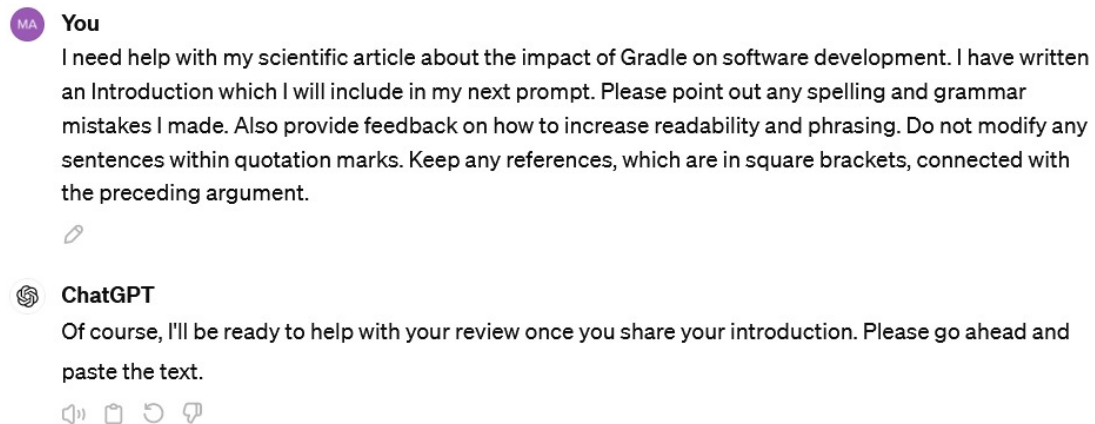 MA
You
I need help with my scientific article about the impact of Gradle on software development. I have written
an Introduction which I will include in my next prompt. Please point out any spelling and grammar
mistakes I made. Also provide feedback on how to increase readability and phrasing. Do not modify any
sentences within quotation marks. Keep any references, which are in square brackets, connected with
the preceding argument.
ChatGPT
Of course, I'll be ready to help with your review once you share your introduction. Please go ahead and
paste the text.